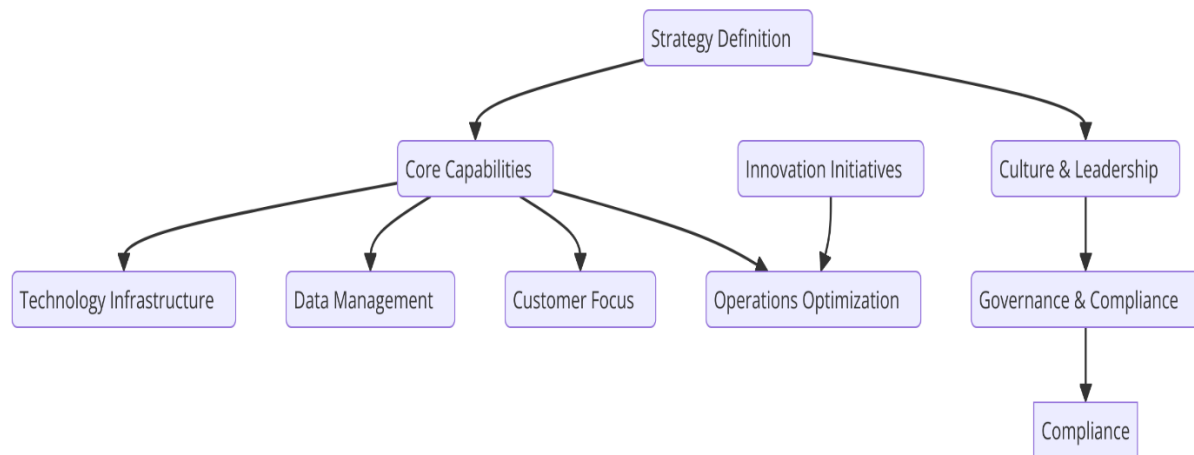 Strategy Definition
Core Capabilities
Innovation Initiatives
Culture & Leadership
Technology Infrastructure
Data Management
Customer Focus
Operations Optimization
Governance & Compliance
Compliance